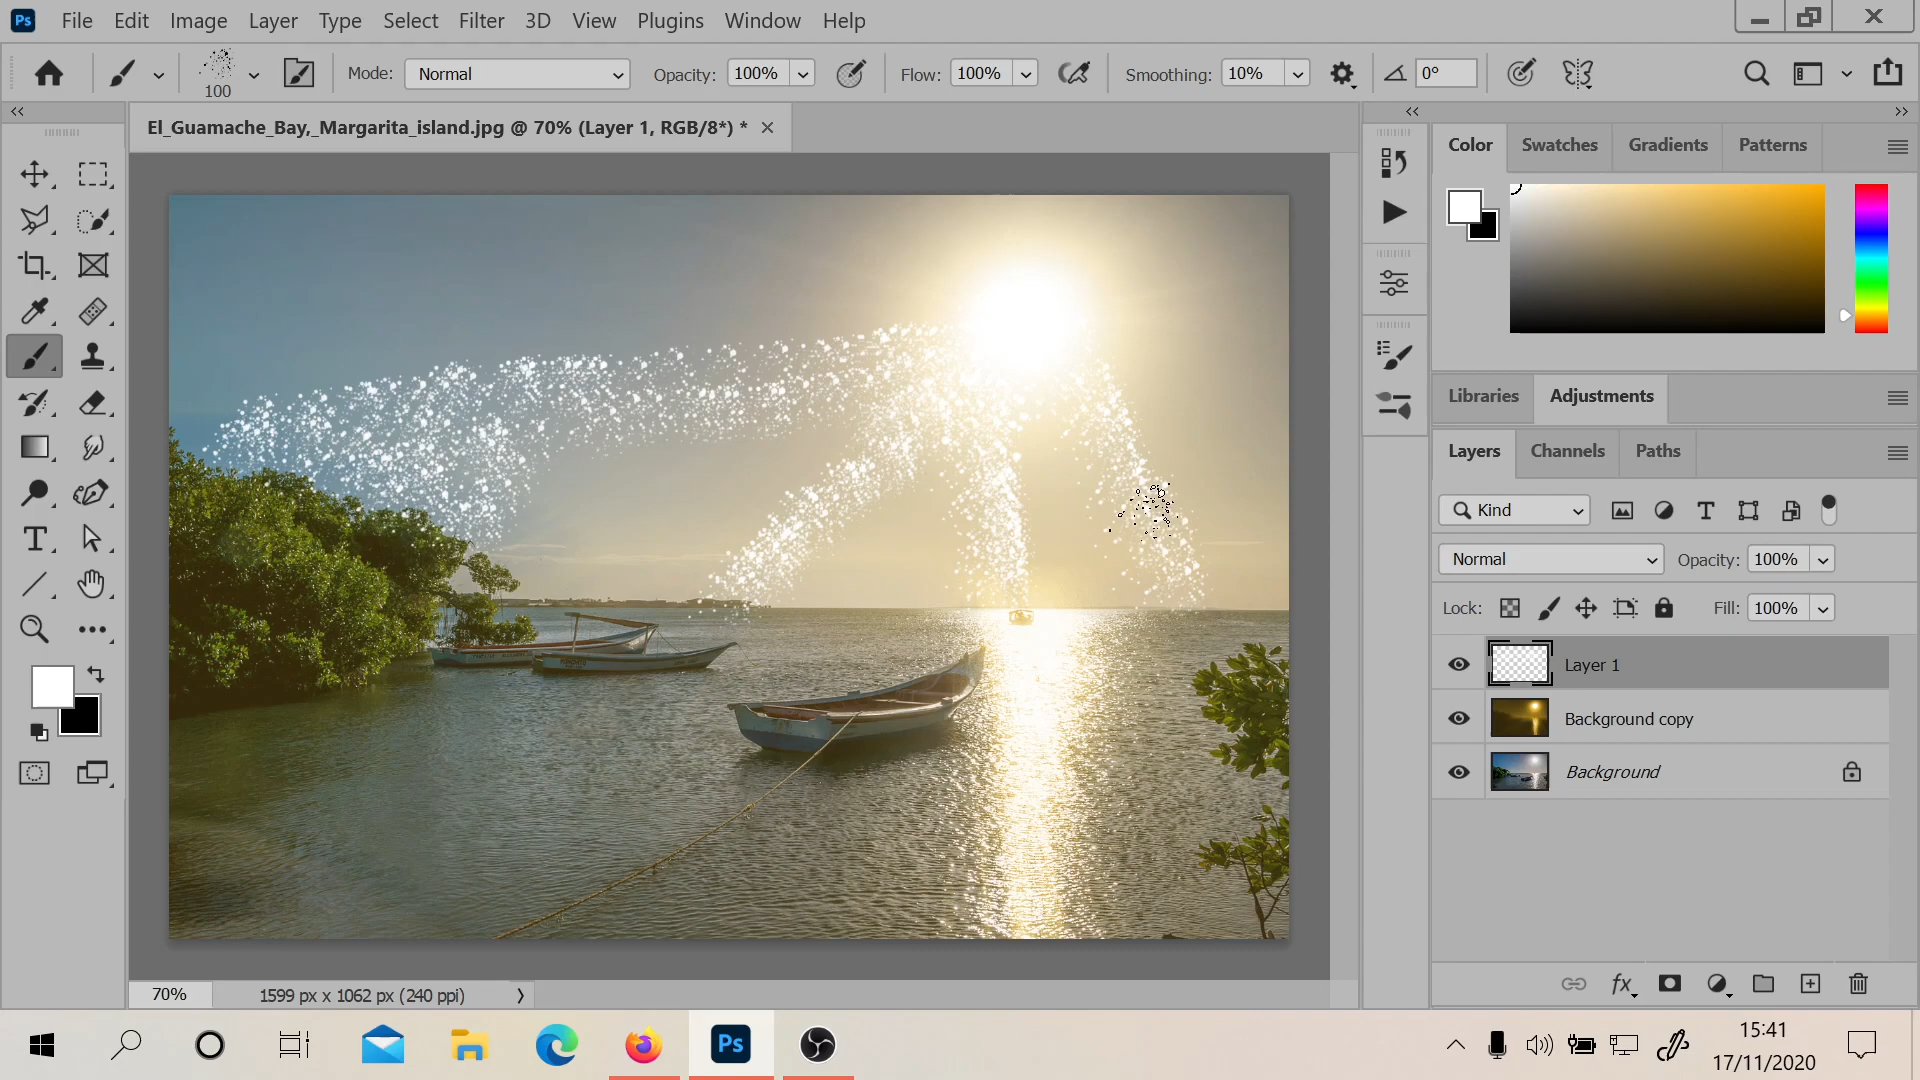 Ps File Edit Image Layer Type Select Filter 3D View Plugins Window Help
100 Mode: Normal Opacity: 100% Flow: 100% Smoothing: 10% 0°
El_Guamache_Bay,_Margarita_island.jpg @ 70% (Layer 1, RGB/8*) *
Color Swatches Gradients Patterns
Libraries Adjustments
Layers Channels Paths
Kind
Normal Opacity: 100%
Lock: Fill: 100%
Layer 1
Background copy
Background
fx
70% 1599 px x 1062 px (240 ppi)
Ps
15:41
17/11/2020